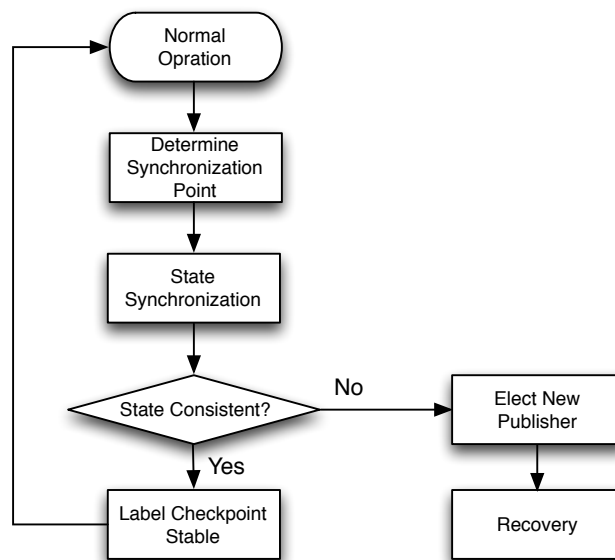 Normal
Opration
Determine
Synchronization
Point
State
Synchronization
State Consistent?
No
Elect New
Publisher
Yes
Label Checkpoint
Stable
Recovery